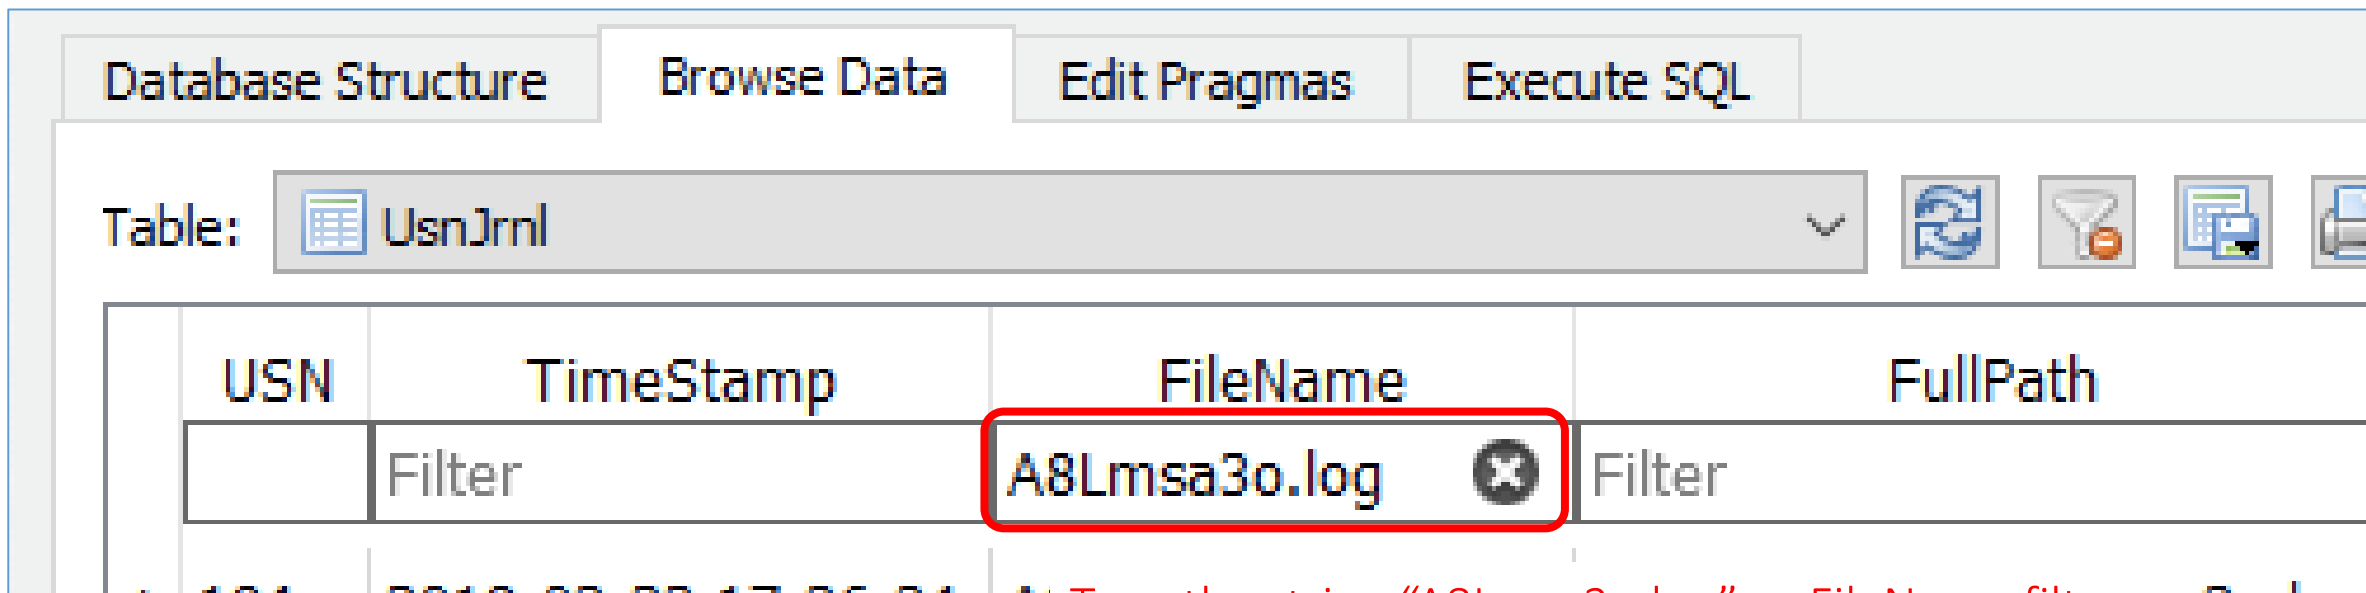 Database Structure Browse Data Edit Pragmas Execute SQL
Table: UsnJrnl
USN TimeStamp FileName FullPath
Filter A8Lmsa3o.log Filter